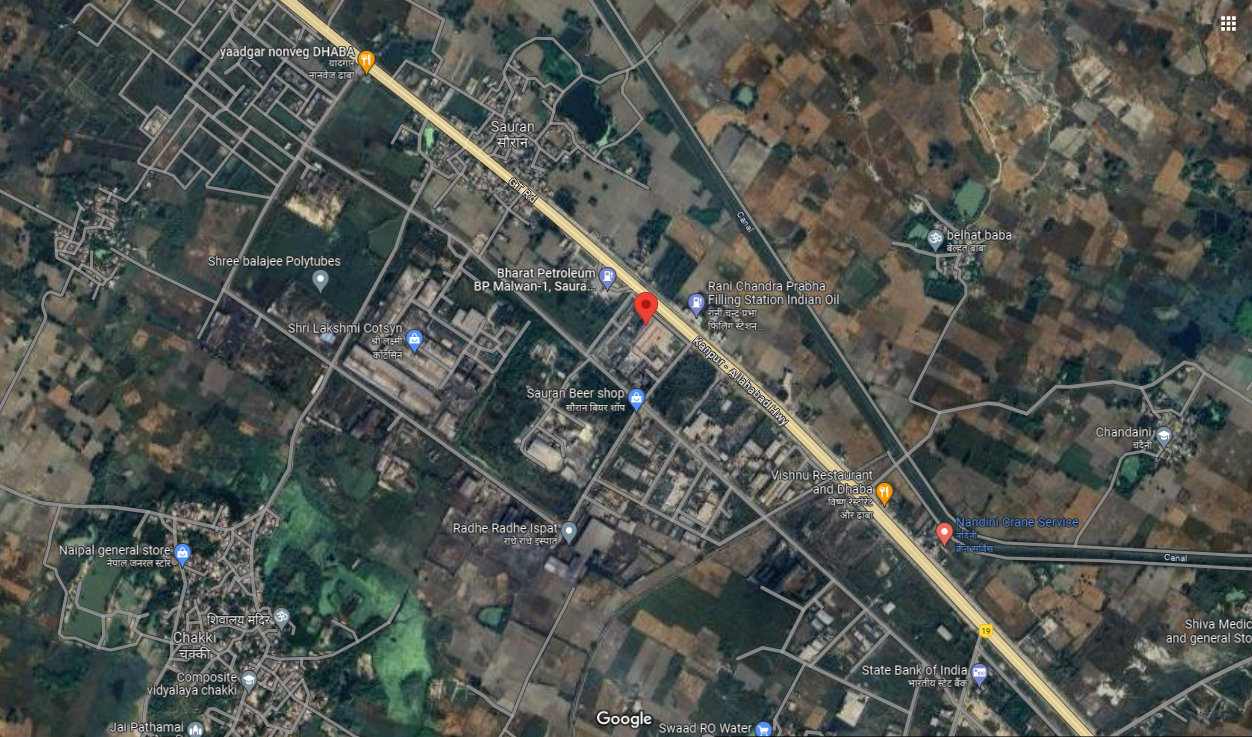 yaadgar nonveg DHABA
यादगार
नानवेज ढाबा
Sauran
सौरान
GT Rd
Canal
belhat baba
बेल्हत बाबा
Shree balajee Polytubes
Bharat Petroleum
BP Malwan-1, Saura...
Rani Chandra Prabha
Filling Station Indian Oil
रानी चन्द्र प्रभा
फिलिंग स्टेशन...
Shri Lakshmi Cotsyn
श्री लक्ष्मी
कॉटसिन
Kanpur - Allahabad Hwy
Sauran Beer shop
सौरान बियर शॉप
Chandaini
चंदैनी
Vishnu Restaurant
and Dhaba
विष्णु रेस्टोरेंट
और ढाबा
Radhe Radhe Ispat
राधे राधे इस्पात
Nandini Crane Service
नंदिनी
क्रेन सर्विस
Canal
Naipal general store
नेपाल जनरल स्टोर
शिवालय मंदिर
Chakki
चक्की
19
Shiva Medic
and general Sto
Composite
vidyalaya chakki
State Bank of India
भारतीय स्टेट बैंक
Jai Pathamai
Google
Swaad RO Water